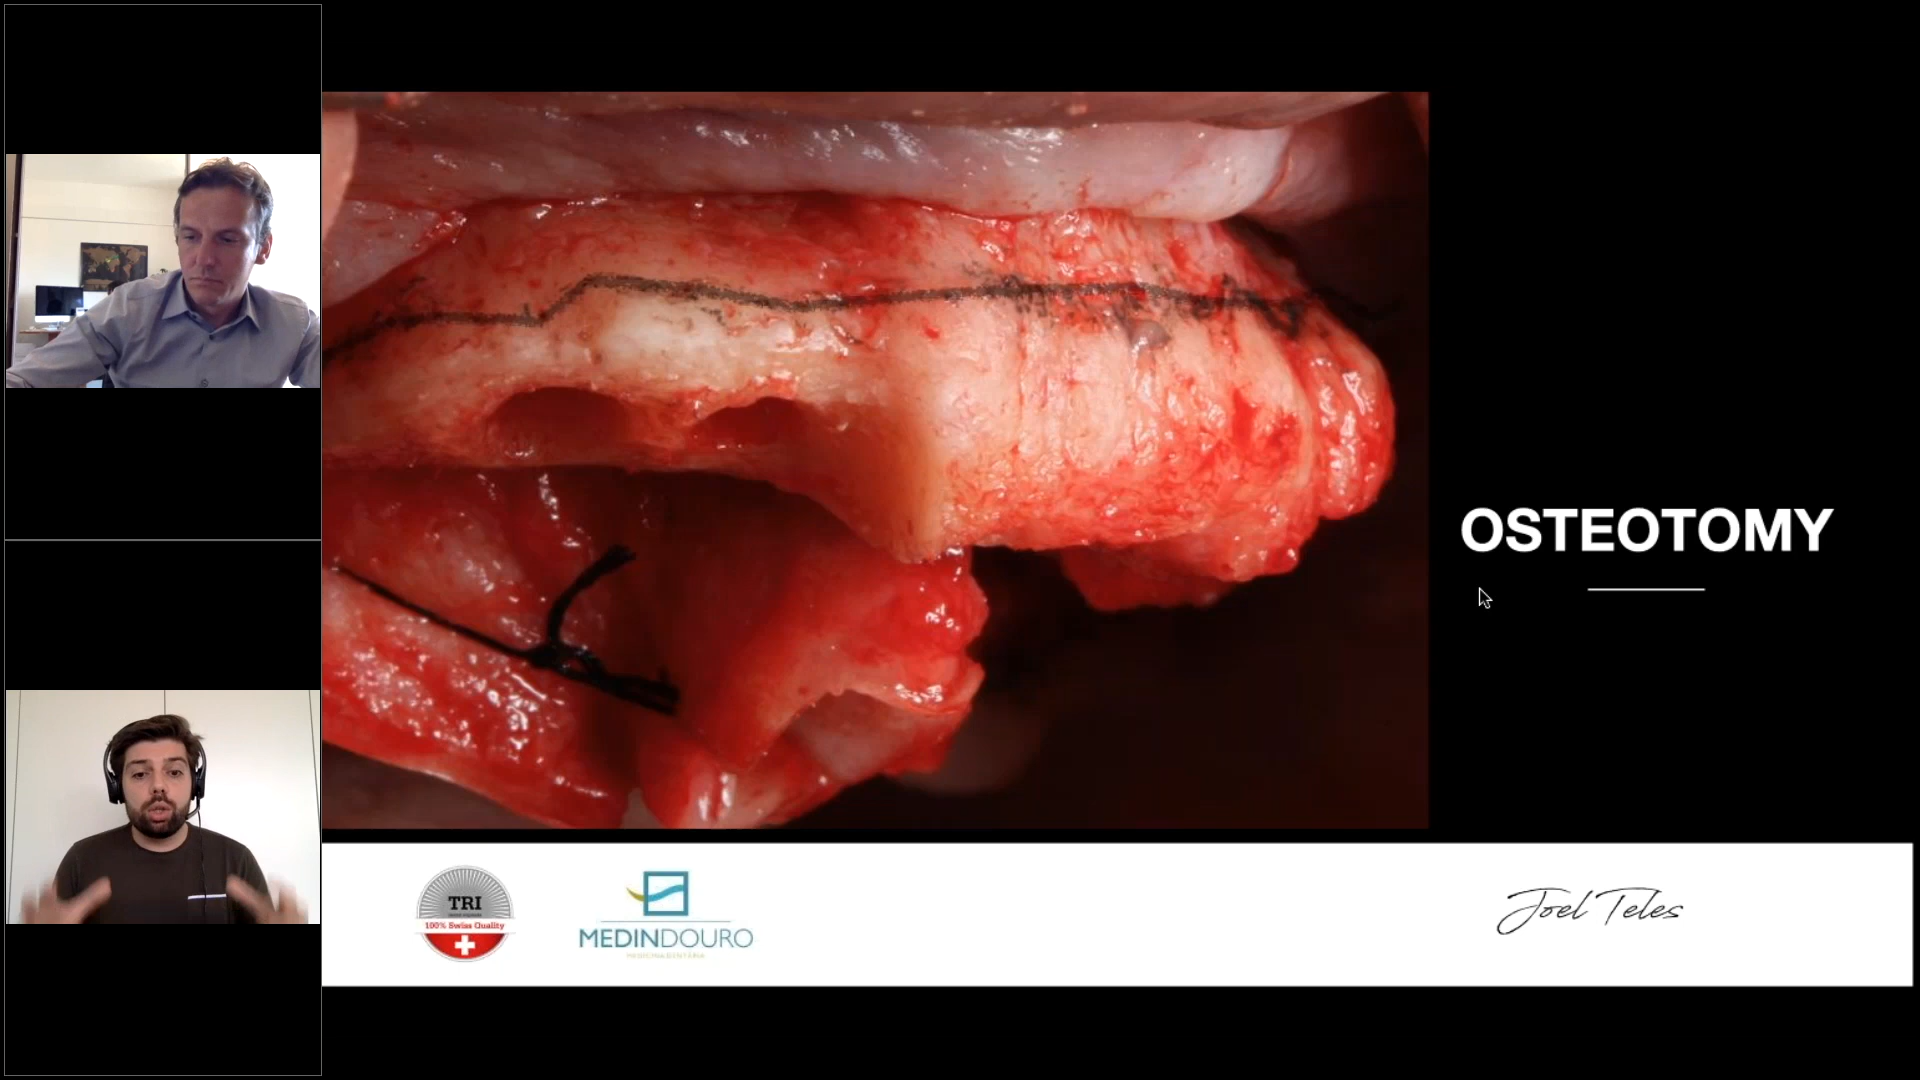 OSTEOTOMY
TRI
100% Swiss Quality
MEDINDOURO
Joel Teles